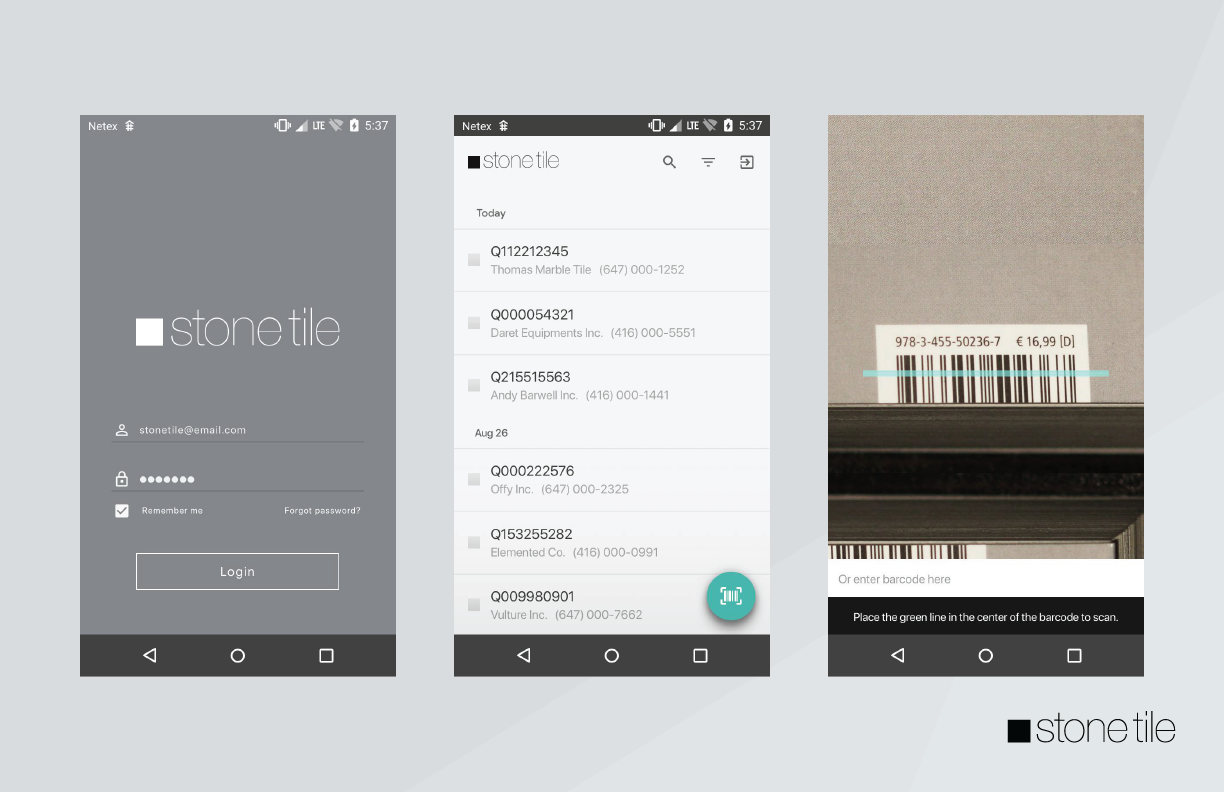 Netex LTE 5:37
stone tile
stonetile@email.com
Remember me Forgot password?
Login
Netex LTE 5:37
stone tile
Today
Q112212345
Thomas Marble Tile (647) 000-1252
Q000054321
Daret Equipments Inc. (416) 000-5551
Q215515563
Andy Barwell Inc. (416) 000-1441
Aug 26
Q000222576
Offy Inc. (647) 000-2325
Q153255282
Elemented Co. (416) 000-0991
Q009980901
Vulture Inc. (647) 000-7662
978-3-455-50236-7 € 16,99 [D]
Or enter barcode here
Place the green line in the center of the barcode to scan.
stone tile